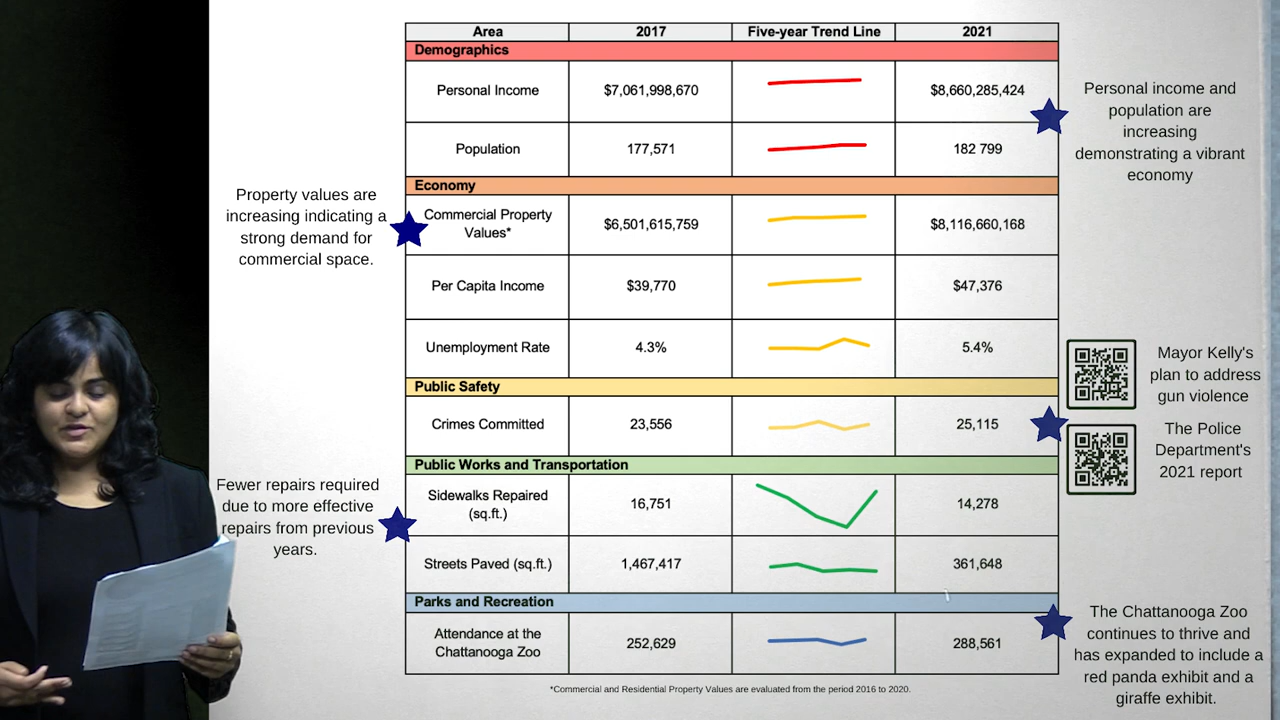 Area 2017 Five-year Trend Line 2021
Demographics
Personal Income $7,061,998,670 $8,660,285,424
Population 177,571 182 799
Personal income and
population are
increasing
demonstrating a vibrant
economy
Economy
Property values are
increasing indicating a
strong demand for
commercial space.
Commercial Property
Values* $6,501,615,759 $8,116,660,168
Per Capita Income $39,770 $47,376
Unemployment Rate 4.3% 5.4%
Mayor Kelly's
plan to address
gun violence
Public Safety
Crimes Committed 23,556 25,115
The Police
Department's
2021 report
Public Works and Transportation
Fewer repairs required
due to more effective
repairs from previous
years.
Sidewalks Repaired
(sq.ft.) 16,751 14,278
Streets Paved (sq.ft.) 1,467,417 361,648
Parks and Recreation
Attendance at the
Chattanooga Zoo 252,629 288,561
The Chattanooga Zoo
continues to thrive and
has expanded to include a
red panda exhibit and a
giraffe exhibit.
*Commercial and Residential Property Values are evaluated from the period 2016 to 2020.